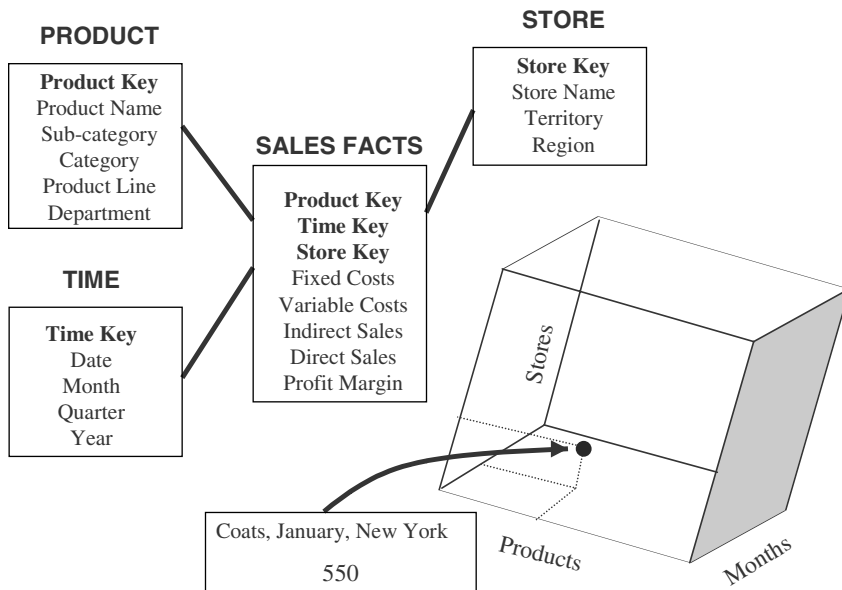 PRODUCT
Product Key
Product Name
Sub-category
Category
Product Line
Department
STORE
Store Key
Store Name
Territory
Region
SALES FACTS
Product Key
Time Key
Store Key
Fixed Costs
Variable Costs
Indirect Sales
Direct Sales
Profit Margin
TIME
Time Key
Date
Month
Quarter
Year
Stores
Products
Months
Coats, January, New York
550